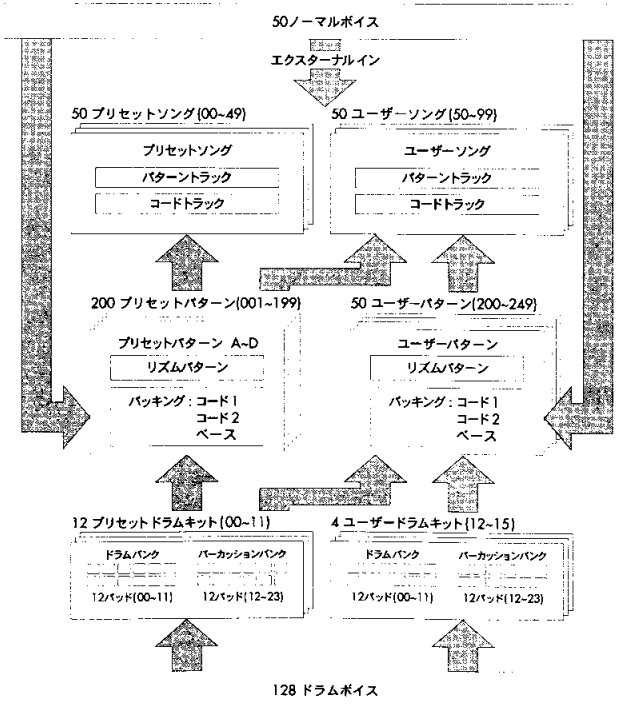 50ノーマルボイス
エクスターナルイン
50 プリセットソング(00~49)
プリセットソング
パターントラック
コードトラック
50 ユーザーソング(50~99)
ユーザーソング
パターントラック
コードトラック
200 プリセットパターン(001~199)
プリセットパターン A~D
リズムパターン
バッキング : コード1
コード2
ベース
50 ユーザーパターン(200~249)
ユーザーパターン
リズムパターン
バッキング : コード1
コード2
ベース
12 プリセットドラムキット(00~11)
ドラムバンク
パーカッションバンク
12パッド(00~11)
12パッド(12~23)
4 ユーザードラムキット(12~15)
ドラムバンク
パーカッションバンク
12パッド(00~11)
12パッド(12~23)
128 ドラムボイス